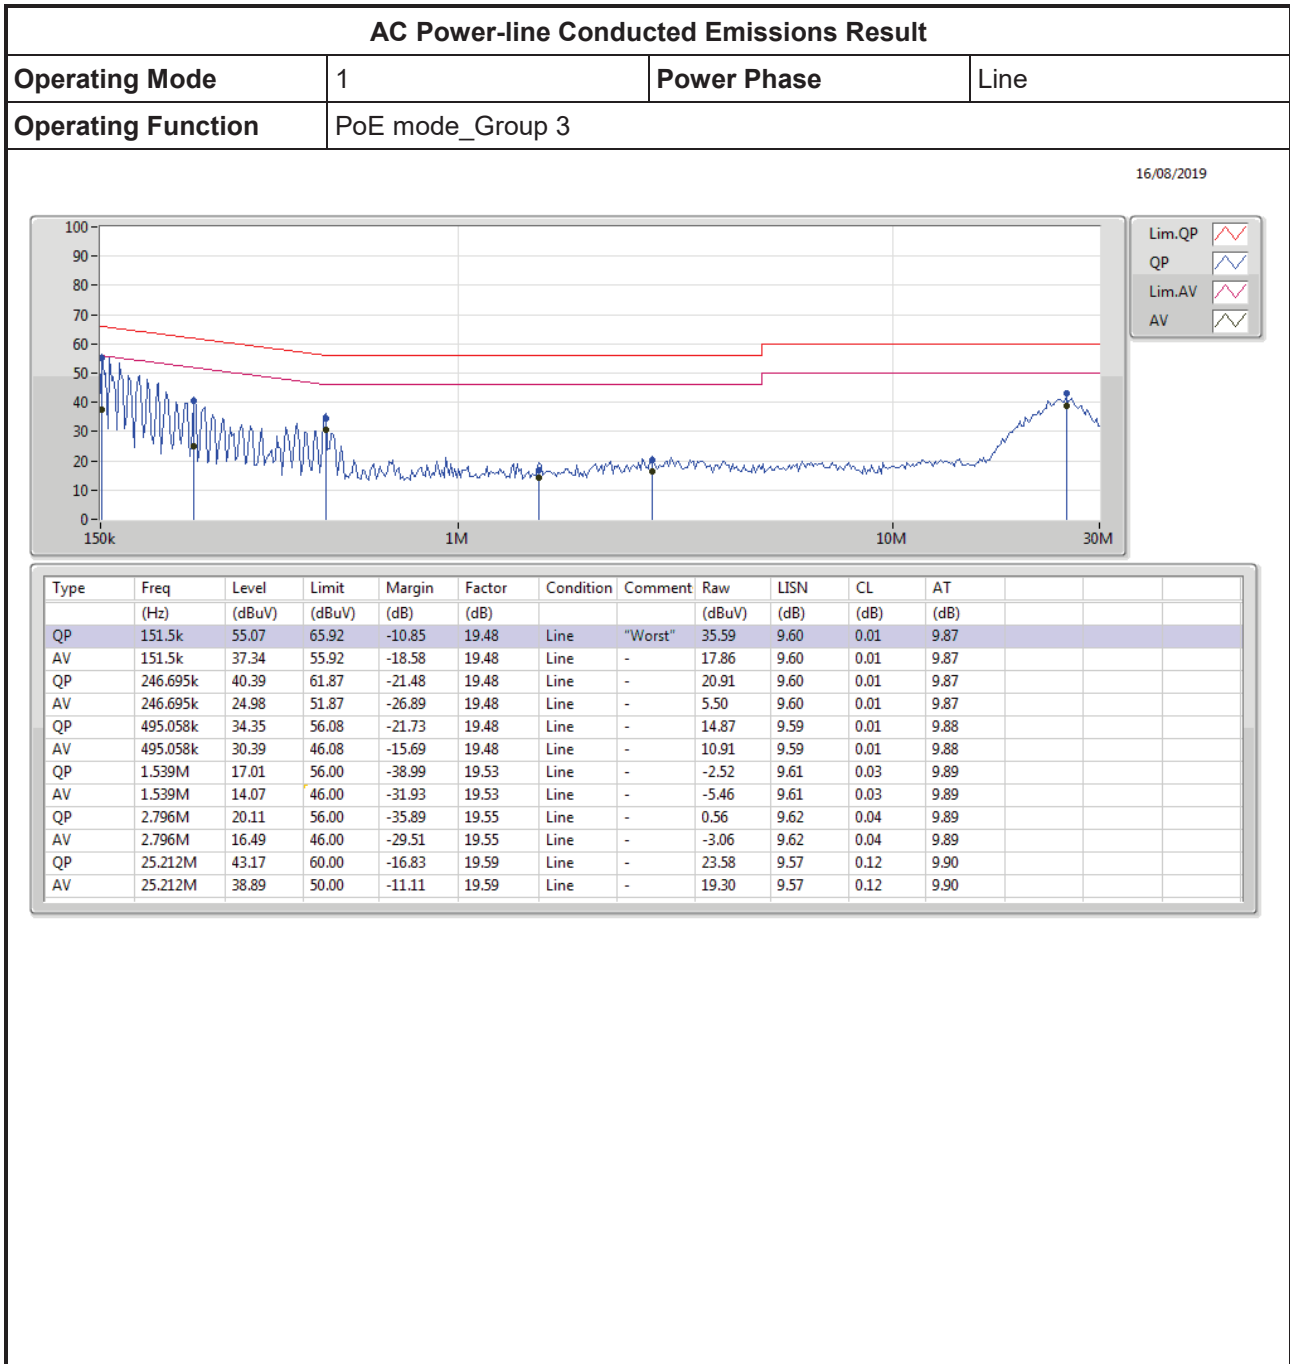 AC Power-line Conducted Emissions Result
Operating Mode 1 Power Phase Line
Operating Function PoE mode_Group 3
16/08/2019
100
90
80
70
60
50
40
30
20
10
0
150k 1M 10M 30M
Lim.QP
QP
Lim.AV
AV
Type Freq Level Limit Margin Factor Condition Comment Raw LISN CL AT
(Hz) (dBuV) (dBuV) (dB) (dB) (dBuV) (dB) (dB) (dB)
QP 151.5k 55.07 65.92 -10.85 19.48 Line "Worst" 35.59 9.60 0.01 9.87
AV 151.5k 37.34 55.92 -18.58 19.48 Line - 17.86 9.60 0.01 9.87
QP 246.695k 40.39 61.87 -21.48 19.48 Line - 20.91 9.60 0.01 9.87
AV 246.695k 24.98 51.87 -26.89 19.48 Line - 5.50 9.60 0.01 9.87
QP 495.058k 34.35 56.08 -21.73 19.48 Line - 14.87 9.59 0.01 9.88
AV 495.058k 30.39 46.08 -15.69 19.48 Line - 10.91 9.59 0.01 9.88
QP 1.539M 17.01 56.00 -38.99 19.53 Line - -2.52 9.61 0.03 9.89
AV 1.539M 14.07 46.00 -31.93 19.53 Line - -5.46 9.61 0.03 9.89
QP 2.796M 20.11 56.00 -35.89 19.55 Line - 0.56 9.62 0.04 9.89
AV 2.796M 16.49 46.00 -29.51 19.55 Line - -3.06 9.62 0.04 9.89
QP 25.212M 43.17 60.00 -16.83 19.59 Line - 23.58 9.57 0.12 9.90
AV 25.212M 38.89 50.00 -11.11 19.59 Line - 19.30 9.57 0.12 9.90